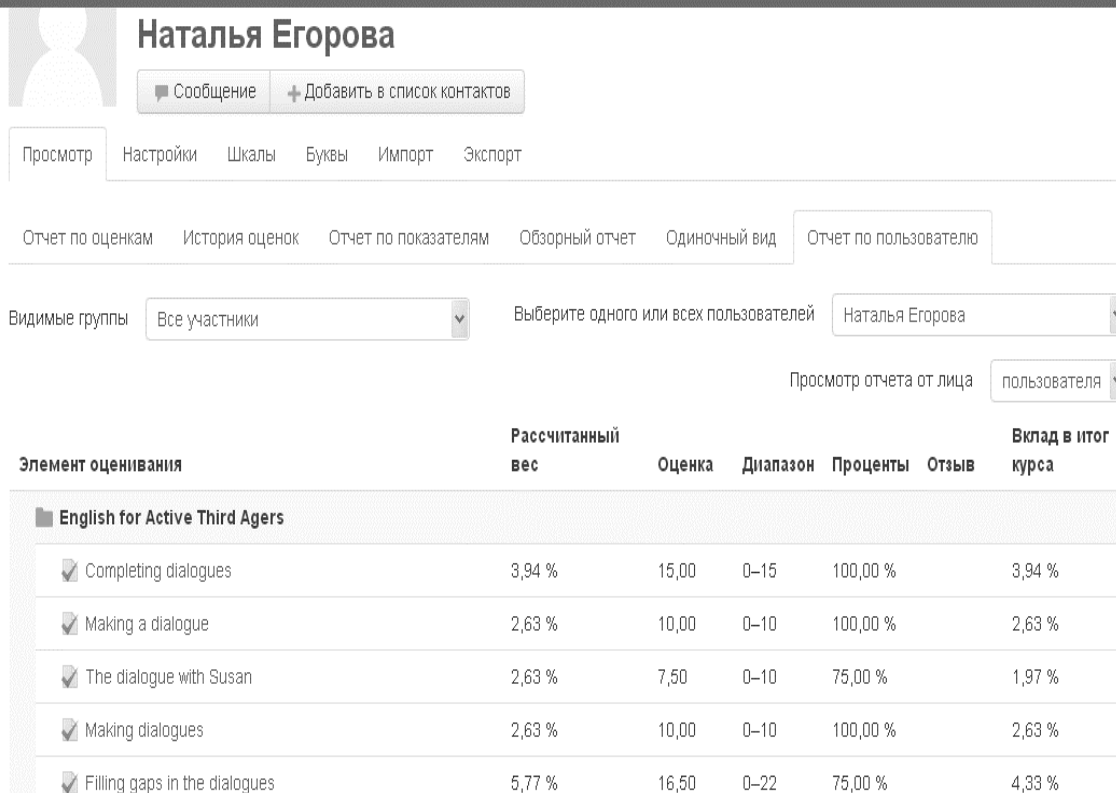 Наталья Егорова
Сообщение Добавить в список контактов
Просмотр Настройки Шкалы Буквы Импорт Экспорт
Отчет по оценкам История оценок Отчет по показателям Обзорный отчет Одиночный вид Отчет по пользователю
Видимые группы Все участники Выберите одного или всех пользователей Наталья Егорова
Просмотр отчета от лица пользователя
Элемент оценивания Рассчитанный вес Оценка Диапазон Проценты Отзыв Вклад в итог курса
English for Active Third Agers
Completing dialogues 3,94 % 15,00 0–15 100,00 % 3,94 %
Making a dialogue 2,63 % 10,00 0–10 100,00 % 2,63 %
The dialogue with Susan 2,63 % 7,50 0–10 75,00 % 1,97 %
Making dialogues 2,63 % 10,00 0–10 100,00 % 2,63 %
Filling gaps in the dialogues 5,77 % 16,50 0–22 75,00 % 4,33 %